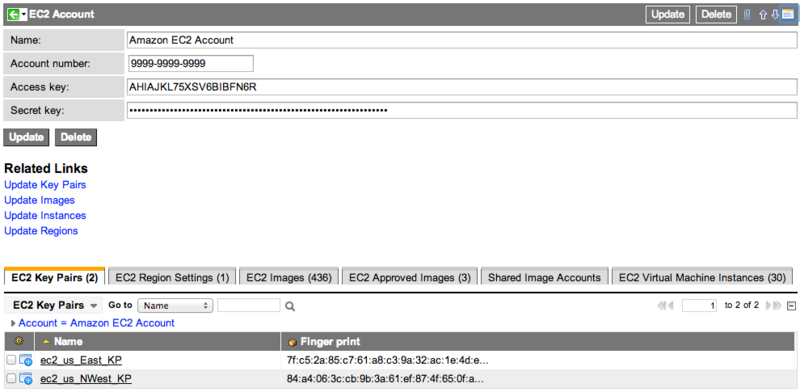 EC2 Account Update Delete
Name: Amazon EC2 Account
Account number: 9999-9999-9999
Access key: AHIAJKL75XSV6BIBFN6R
Secret key: ••••••••••••••••••••••••••••••••••••••••••••••••••••••••••••••••
Update Delete
Related Links
Update Key Pairs
Update Images
Update Instances
Update Regions
EC2 Key Pairs (2) EC2 Region Settings (1) EC2 Images (436) EC2 Approved Images (3) Shared Image Accounts EC2 Virtual Machine Instances (30)
EC2 Key Pairs Go to Name 1 to 2 of 2
Account = Amazon EC2 Account
Name Finger print
ec2_us_East_KP 7f:c5:2a:85:c7:61:a8:c3:9a:32:ac:1e:4d:e...
ec2_us_NWest_KP 84:a4:06:3c:cb:9b:3a:61:ef:87:4f:65:0f:a...